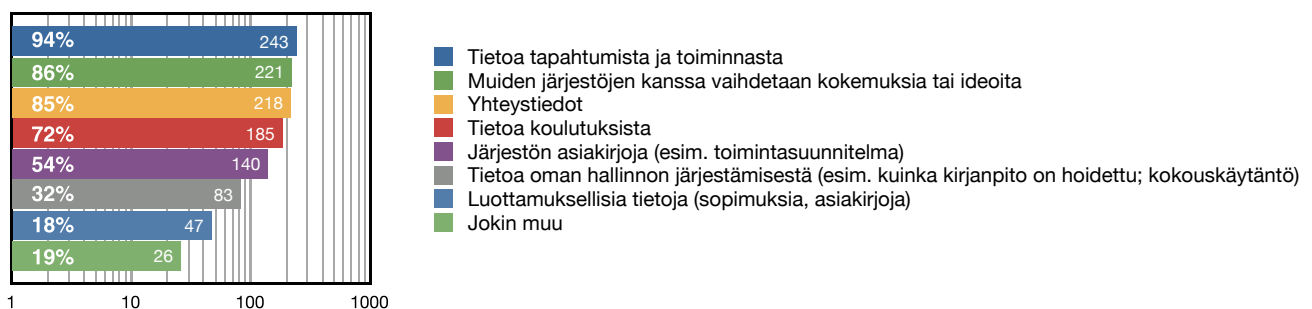 94% 243
86% 221
85% 218
72% 185
54% 140
32% 83
18% 47
19% 26
1 10 100 1000
Tietoa tapahtumista ja toiminnasta
Muiden järjestöjen kanssa vaihdetaan kokemuksia tai ideoita
Yhteystiedot
Tietoa koulutuksista
Järjestön asiakirjoja (esim. toimintasuunnitelma)
Tietoa oman hallinnon järjestämisestä (esim. kuinka kirjanpito on hoidettu; kokouskäytäntö)
Luottamuksellisia tietoja (sopimuksia, asiakirjoja)
Jokin muu